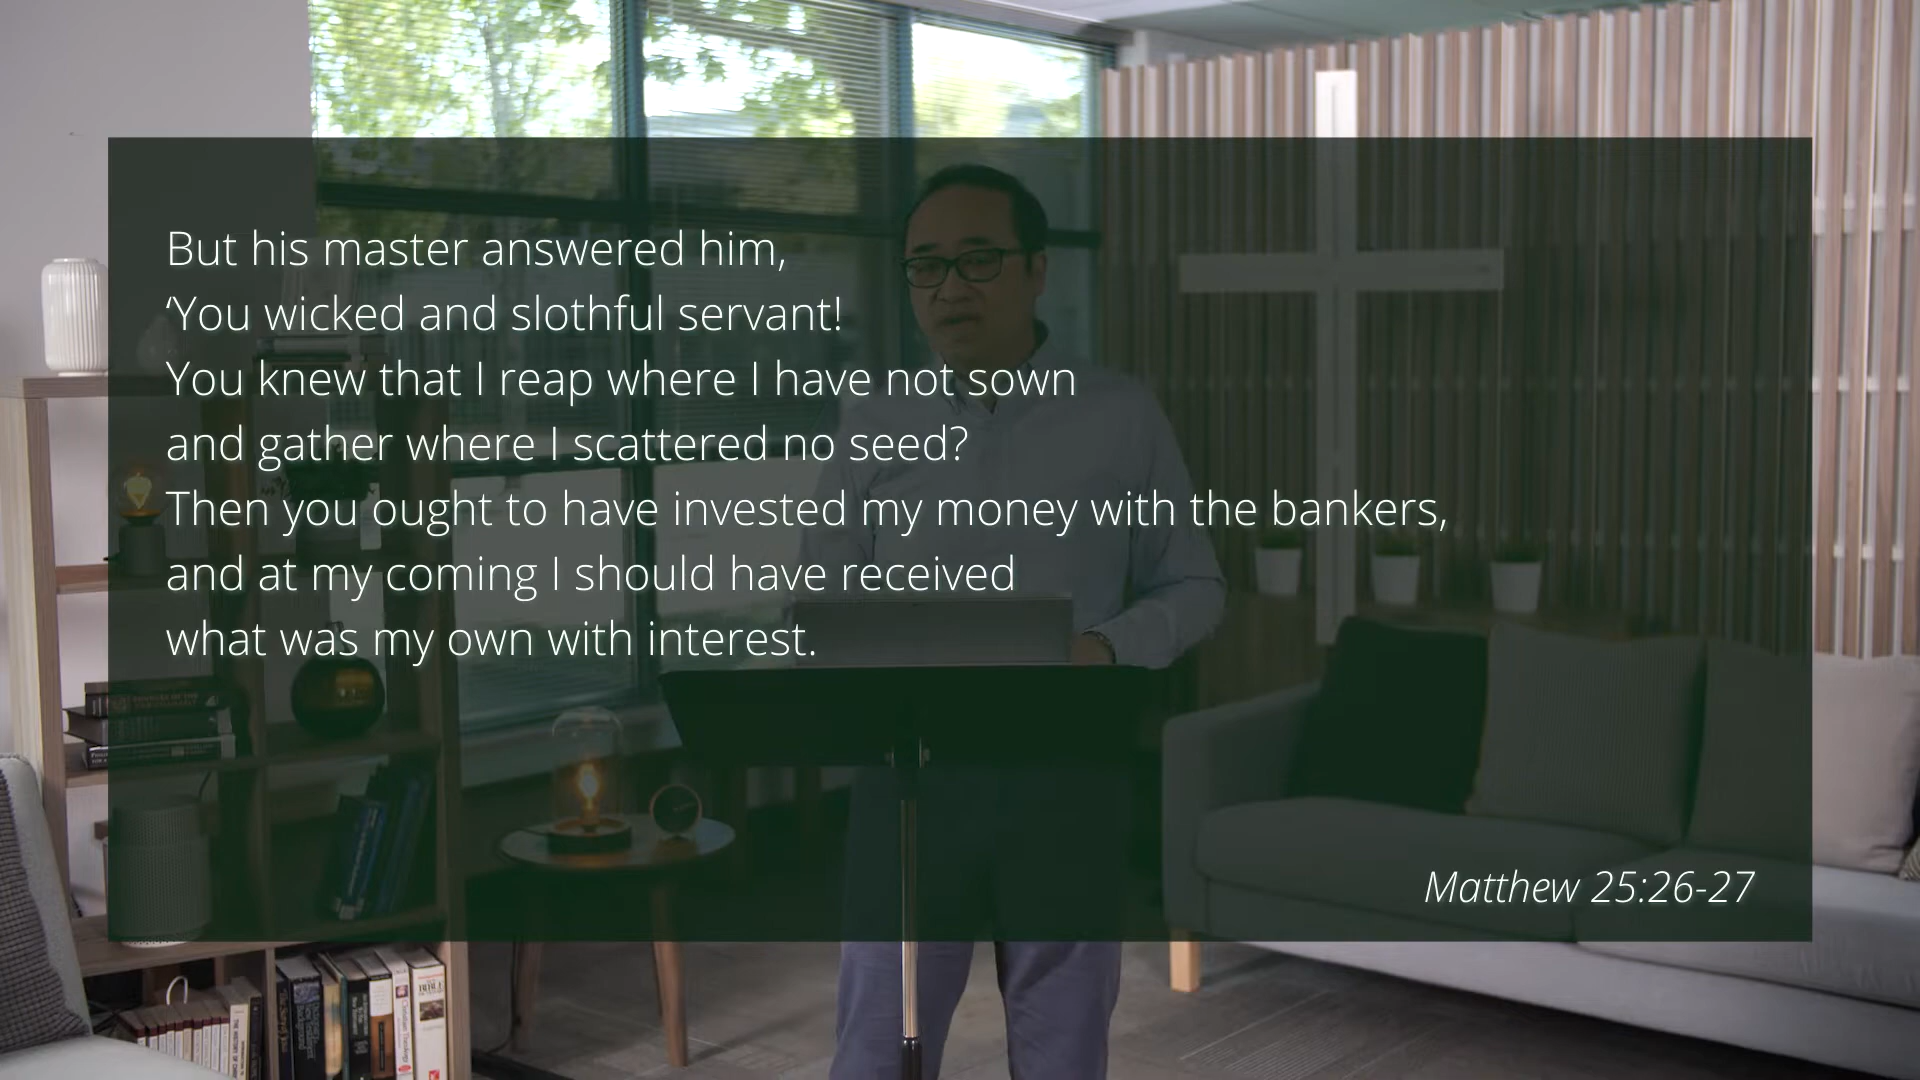 But his master answered him,
‘You wicked and slothful servant!
You knew that I reap where I have not sown
and gather where I scattered no seed?
Then you ought to have invested my money with the bankers,
and at my coming I should have received
what was my own with interest.
Matthew 25:26-27
BIBLE